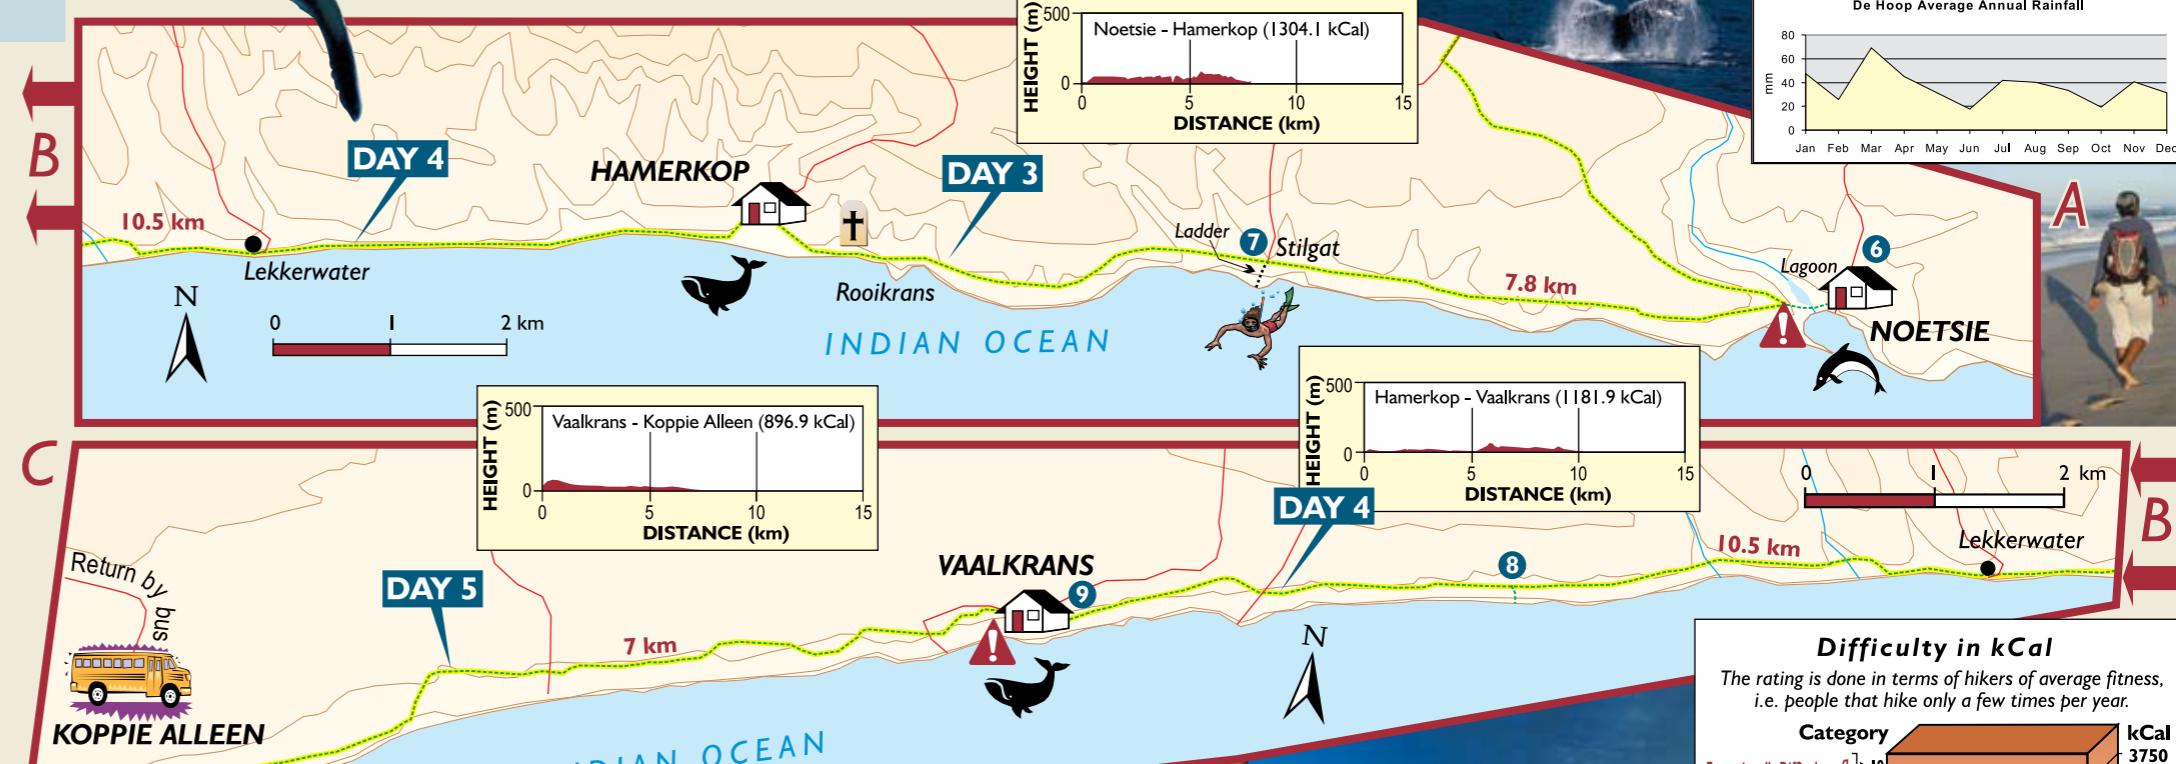 De Hoop Average Annual Rainfall
80
60
40
20
0
mm
Jan Feb Mar Apr May Jun Jul Aug Sep Oct Nov Dec
HEIGHT (m)
500
0
Noetsie - Hamerkop (1304.1 kCal)
0 5 10 15
DISTANCE (km)
B
A
DAY 4
HAMERKOP
DAY 3
10.5 km
Lekkerwater
Ladder
7
Stilgat
6
Lagoon
7.8 km
Rooikrans
NOETSIE
N
0 1 2 km
INDIAN OCEAN
HEIGHT (m)
500
0
Vaalkrans - Koppie Alleen (896.9 kCal)
0 5 10 15
DISTANCE (km)
HEIGHT (m)
500
0
Hamerkop - Vaalkrans (1181.9 kCal)
0 5 10 15
DISTANCE (km)
C
B
DAY 4
0 1 2 km
10.5 km
Lekkerwater
8
VAALKRANS
9
DAY 5
Return by bus
7 km
N
KOPPIE ALLEEN
INDIAN OCEAN
Difficulty in kCal
The rating is done in terms of hikers of average fitness,
i.e. people that hike only a few times per year.
Category
kCal
10
3750